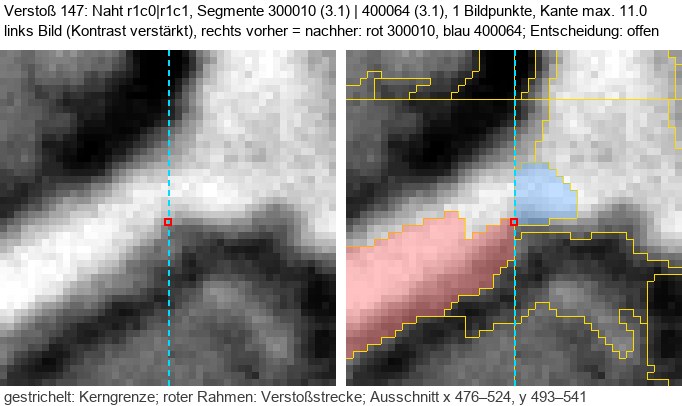 Verstoß 147: Naht r1c0|r1c1, Segmente 300010 (3.1) | 400064 (3.1), 1 Bildpunkte, Kante max. 11.0
links Bild (Kontrast verstärkt), rechts vorher = nachher: rot 300010, blau 400064; Entscheidung: offen
gestrichelt: Kerngrenze; roter Rahmen: Verstoßstrecke; Ausschnitt x 476–524, y 493–541